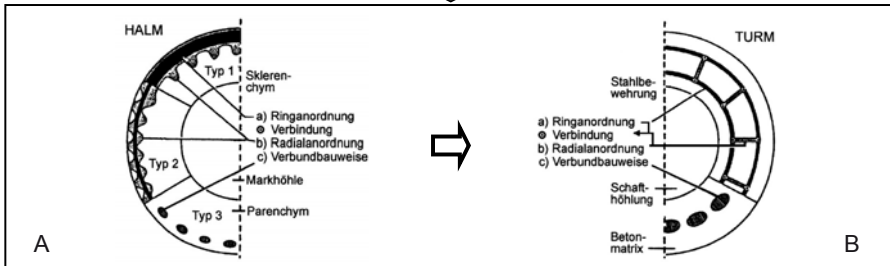 HALM
Typ 1
Skleren-
chym
a) Ringanordnung
Verbindung
b) Radialanordnung
c) Verbundbauweise
Typ 2
Markhöhle
Typ 3
Parenchym
A
TURM
Stahlbe-
wehrung
a) Ringanordnung
Verbindung
b) Radialanordnung
c) Verbundbauweise
Schaft-
höhlung
Beton-
matrix
B